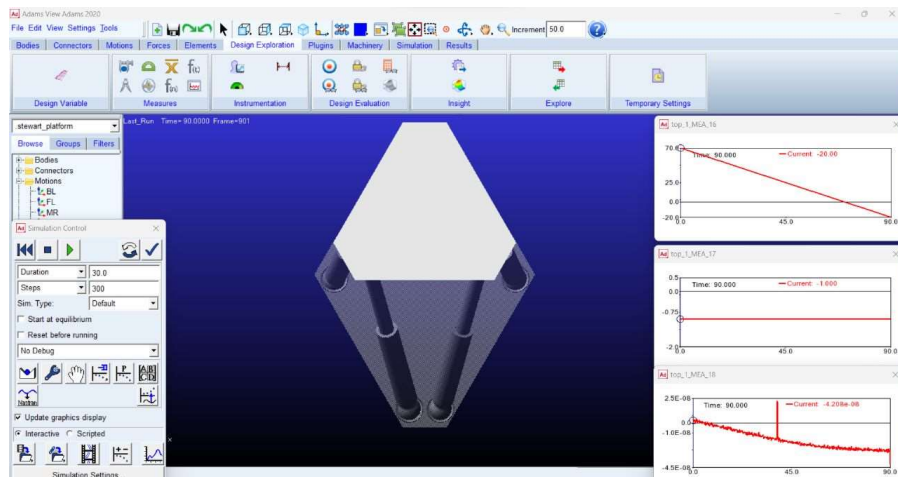 Adams View Adams 2020
File Edit View Settings Tools
Increment 50.0
Bodies Connectors Motions Forces Elements Design Exploration Plugins Machinery Simulation Results
Design Variable Measures Instrumentation Design Evaluation Insight Explore Temporary Settings
.stewart_platform
Last_Run Time= 90.0000 Frame=901
Browse Groups Filters
Bodies
Connectors
Motions
BL
FL
MR
Simulation Control
Duration 30.0
Steps 300
Sim. Type: Default
Start at equilibrium
Reset before running
No Debug
Nastran
Update graphics display
Interactive Scripted
Simulation Settings
top_1_MEA_16
70.0
Time: 90.000 Current -20.00
25.0
0.0
-20.0
0.0 45.0 90.0
top_1_MEA_17
0.5
Time: 90.000 Current -1.000
0.0
-0.75
-2.0
0.0 45.0 90.0
top_1_MEA_18
2.5E-08
Time: 90.000 Current -4.208e-08
0.0
-1.0E-08
-4.5E-08
0.0 45.0 90.0